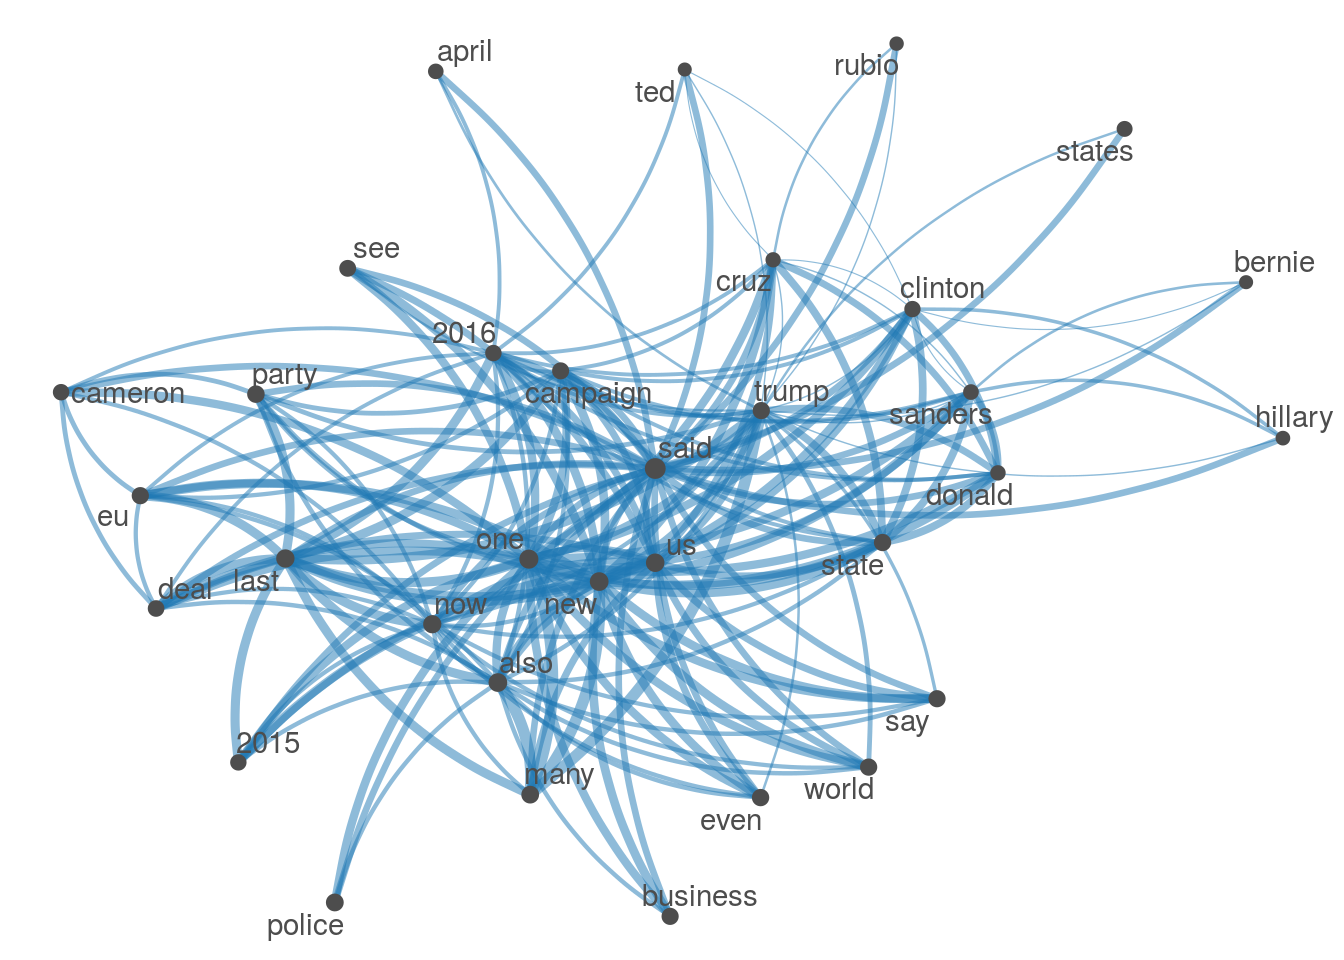 april
rubio
ted
states
see
bernie
cruz
clinton
2016
party
campaign
trump
cameron
sanders
hillary
said
donald
eu
one
us
state
last
deal
now
new
also
say
2015
many
world
even
business
police